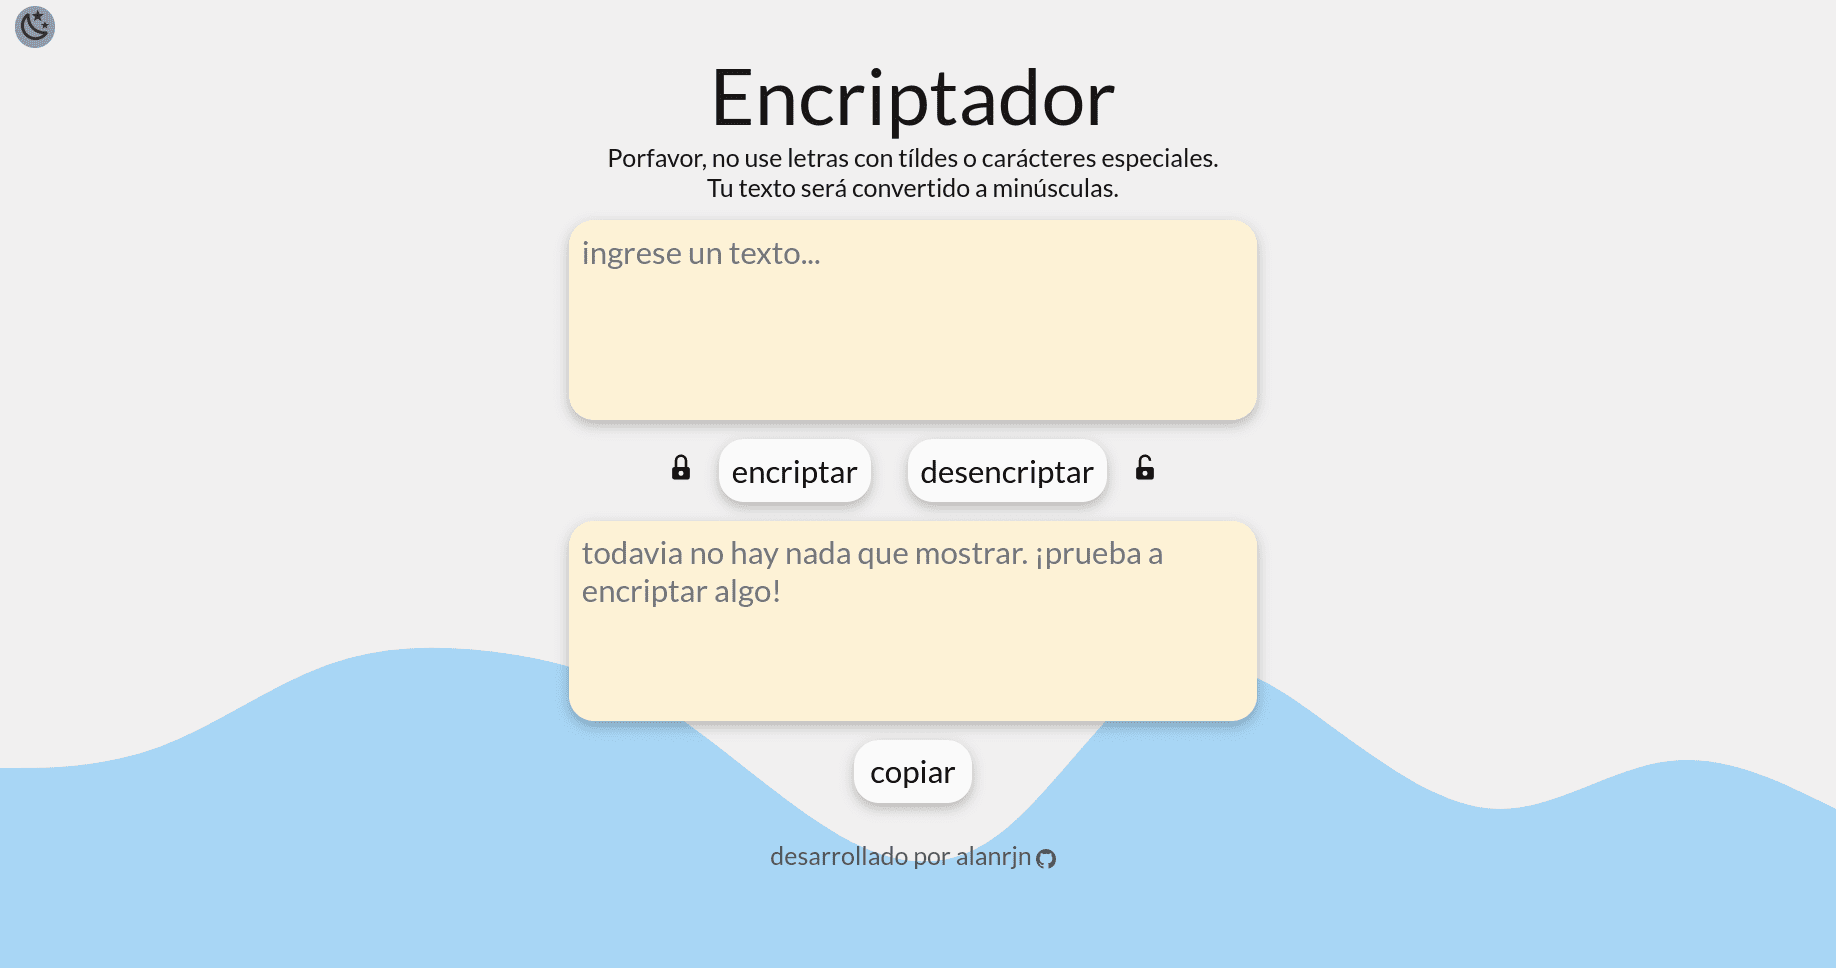 Encriptador
Porfavor, no use letras con tíldes o carácteres especiales.
Tu texto será convertido a minúsculas.
ingrese un texto...
encriptar
desencriptar
todavia no hay nada que mostrar. ¡prueba a
encriptar algo!
copiar
desarrollado por alanrjn